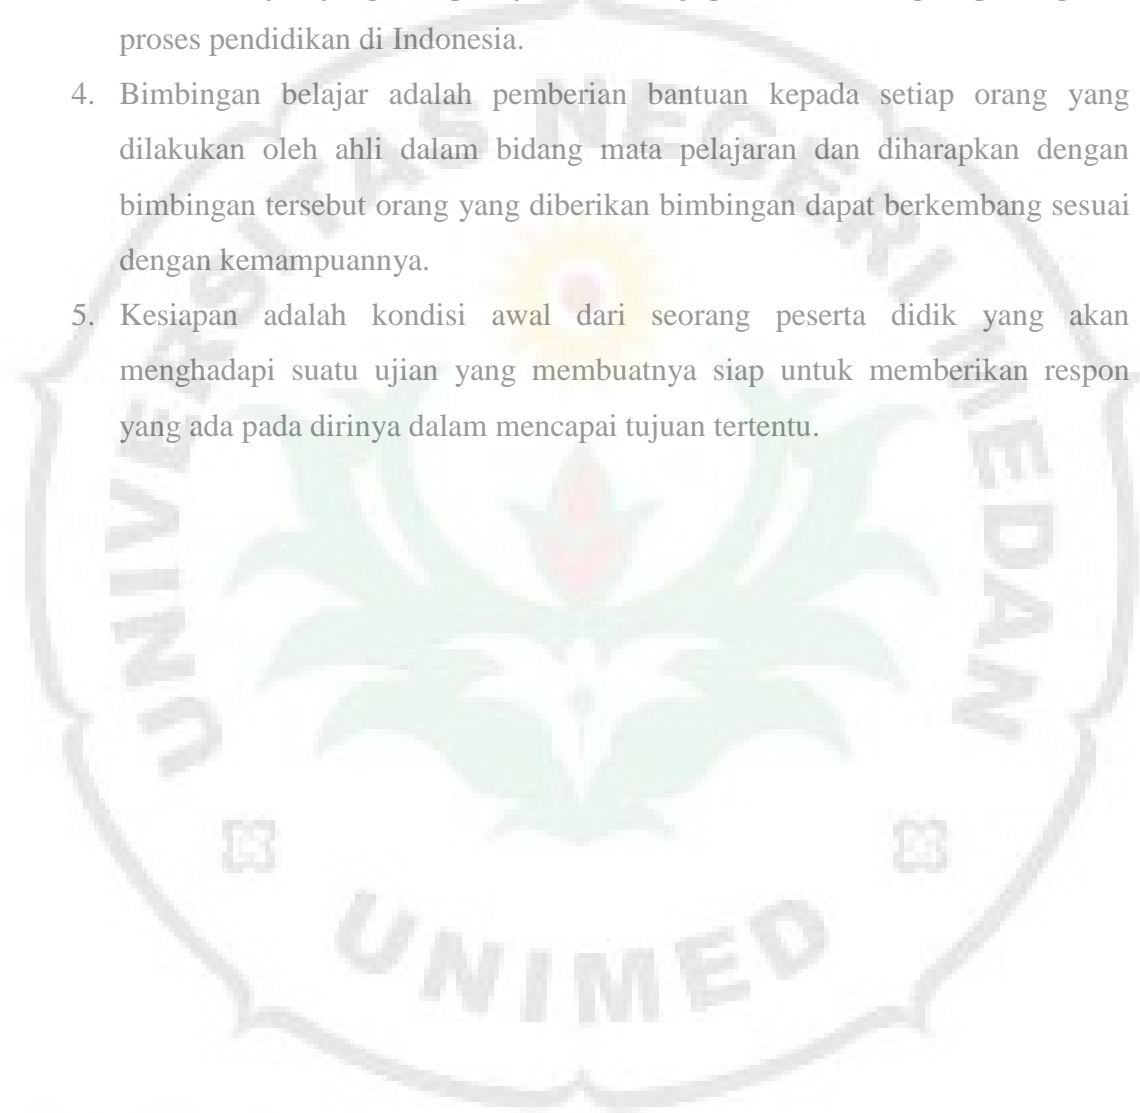 proses pendidikan di Indonesia.
4. Bimbingan belajar adalah pemberian bantuan kepada setiap orang yang
dilakukan oleh ahli dalam bidang mata pelajaran dan diharapkan dengan
bimbingan tersebut orang yang diberikan bimbingan dapat berkembang sesuai
dengan kemampuannya.
5. Kesiapan adalah kondisi awal dari seorang peserta didik yang akan
menghadapi suatu ujian yang membuatnya siap untuk memberikan respon
yang ada pada dirinya dalam mencapai tujuan tertentu.
UNIVERSITAS NEGERI MEDAN
UNIMED